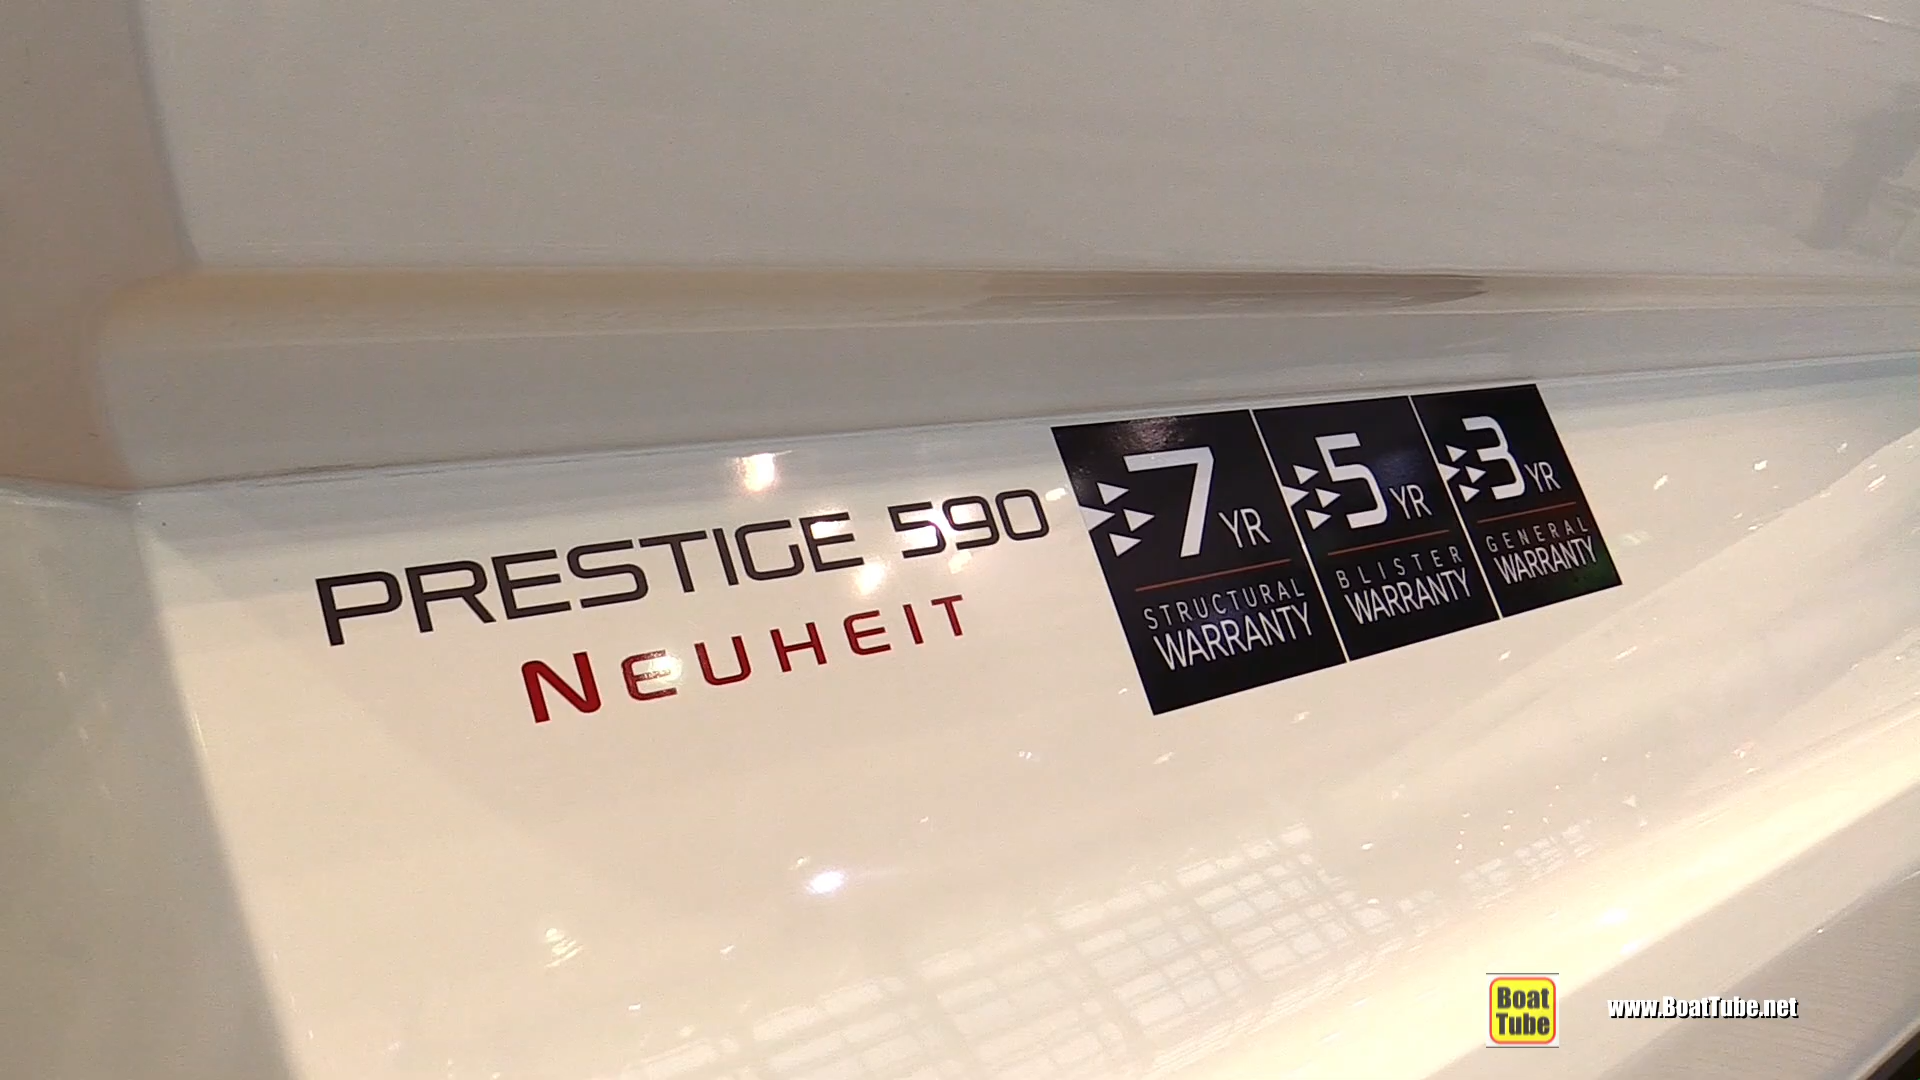 PRESTIGE 590
NEUHEIT
7 YR
STRUCTURAL
WARRANTY
5 YR
BLISTER
WARRANTY
3 YR
GENERAL
WARRANTY
Boat
Tube
www.BoatTube.net